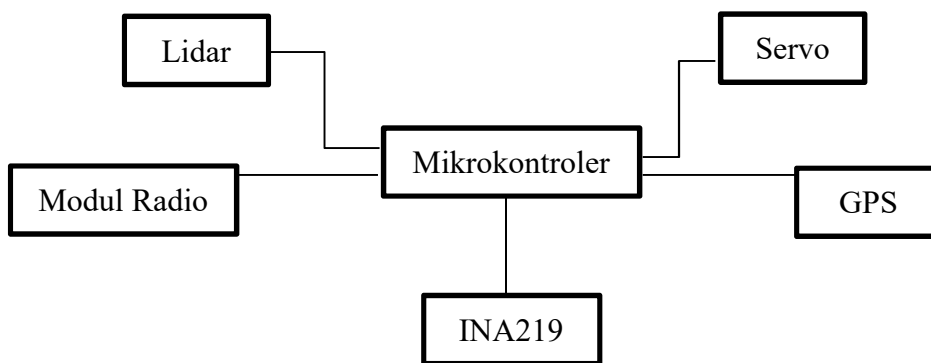 Lidar
Servo
Mikrokontroler
Modul Radio
GPS
INA219